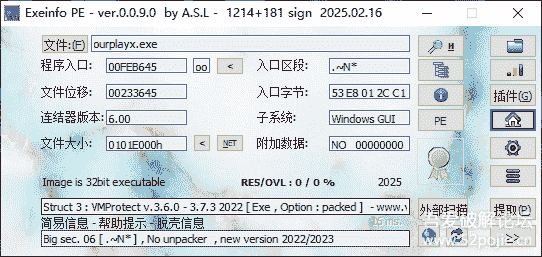 Exeinfo PE - ver.0.0.9.0 by A.S.L - 1214+181 sign 2025.02.16
文件:(F) ourplayx.exe
程序入口: 00FEB645 oo < 入口区段: .~N*
文件位移: 00233645 入口字节: 53 E8 01 2C C1
连结器版本: 6.00 子系统: Windows GUI
文件大小: 0101E000h < NET 附加数据: NO 00000000
H
PE
插件(I)
Image is 32bit executable RES/OVL : 0 / 0 % 2025
Struct 3 : VMProtect v.3.6.0 - 3.7.3 2022 [ Exe , Option : packed ] - www.v
外部扫描 提取(P)
简易信息 - 帮助提示 - 脱壳信息 15 ms.
Big sec. 06 [ .~N* ] , No unpacker , new version 2022/2023
>>
吾爱破解论坛
www.52pojie.cn